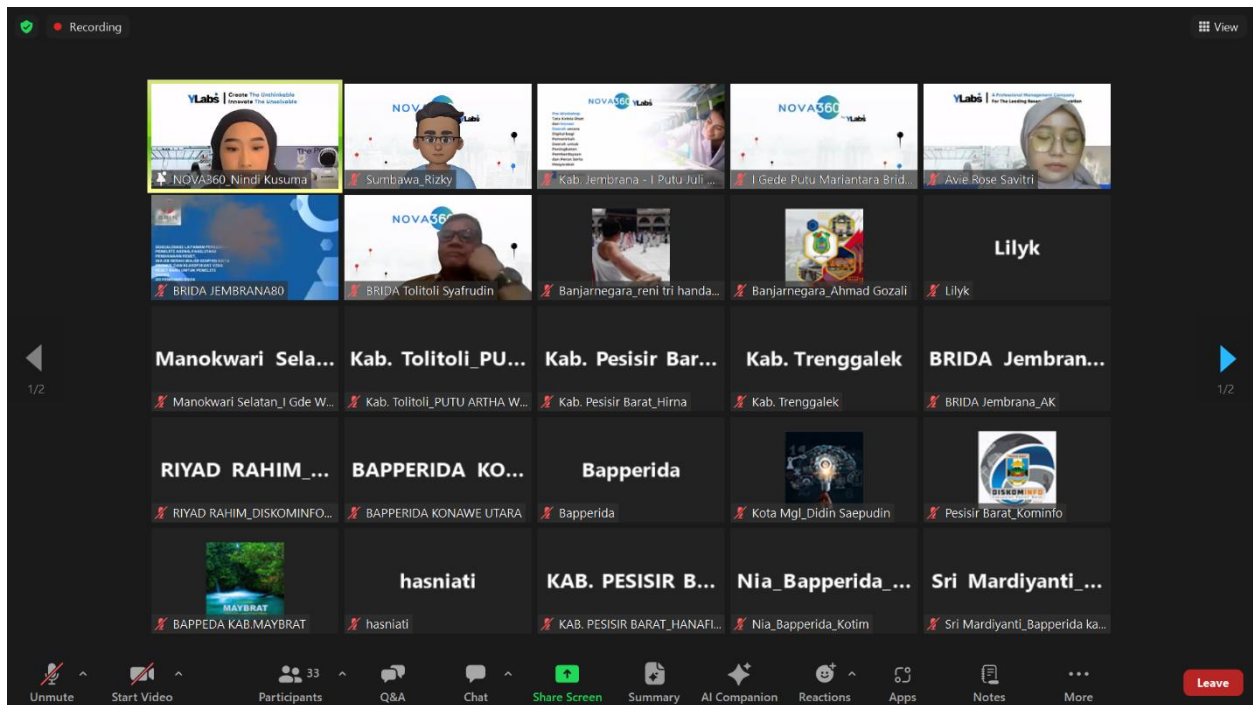 Recording
View
YLabs | Create The Unthinkable
Innovate The Unsolvable
NOVA360_Nindi Kusuma
NOV
YLabs
Sumbawa_Rizky
NOVA360 YLabs
Kab. Jembrana - I Putu Juli ...
NOVA360
YLabs
I Gede Putu Mariantara Brid...
YLabs | A Professional Management Company
Avie Rose Savitri
BRIDA JEMBRANA80
NOVA360
BRIDA Tolitoli Syafrudin
Banjarnegara_reni tri handa...
Banjarnegara_Ahmad Gozali
Lilyk
Lilyk
Manokwari Sela...
Manokwari Selatan_I Gde W...
Kab. Tolitoli_PU...
Kab. Tolitoli_PUTU ARTHA W...
Kab. Pesisir Bar...
Kab. Pesisir Barat_Hirna
Kab. Trenggalek
Kab. Trenggalek
BRIDA Jembran...
BRIDA Jembrana_AK
1/2
1/2
RIYAD RAHIM_...
RIYAD RAHIM_DISKOMINFO...
BAPPERIDA KO...
BAPPERIDA KONAWE UTARA
Bapperida
Bapperida
Kota Mgl_Didin Saepudin
DISKOMINFO
Pesisir Barat_Kominfo
MAYBRAT
BAPPEDA KAB.MAYBRAT
hasniati
hasniati
KAB. PESISIR B...
KAB. PESISIR BARAT_HANAFI...
Nia_Bapperida_...
Nia_Bapperida_Kotim
Sri Mardiyanti_...
Sri Mardiyanti_Bapperida ka...
Unmute
Start Video
33
Participants
Q&A
Chat
Share Screen
Summary
AI Companion
Reactions
Apps
Notes
More
Leave